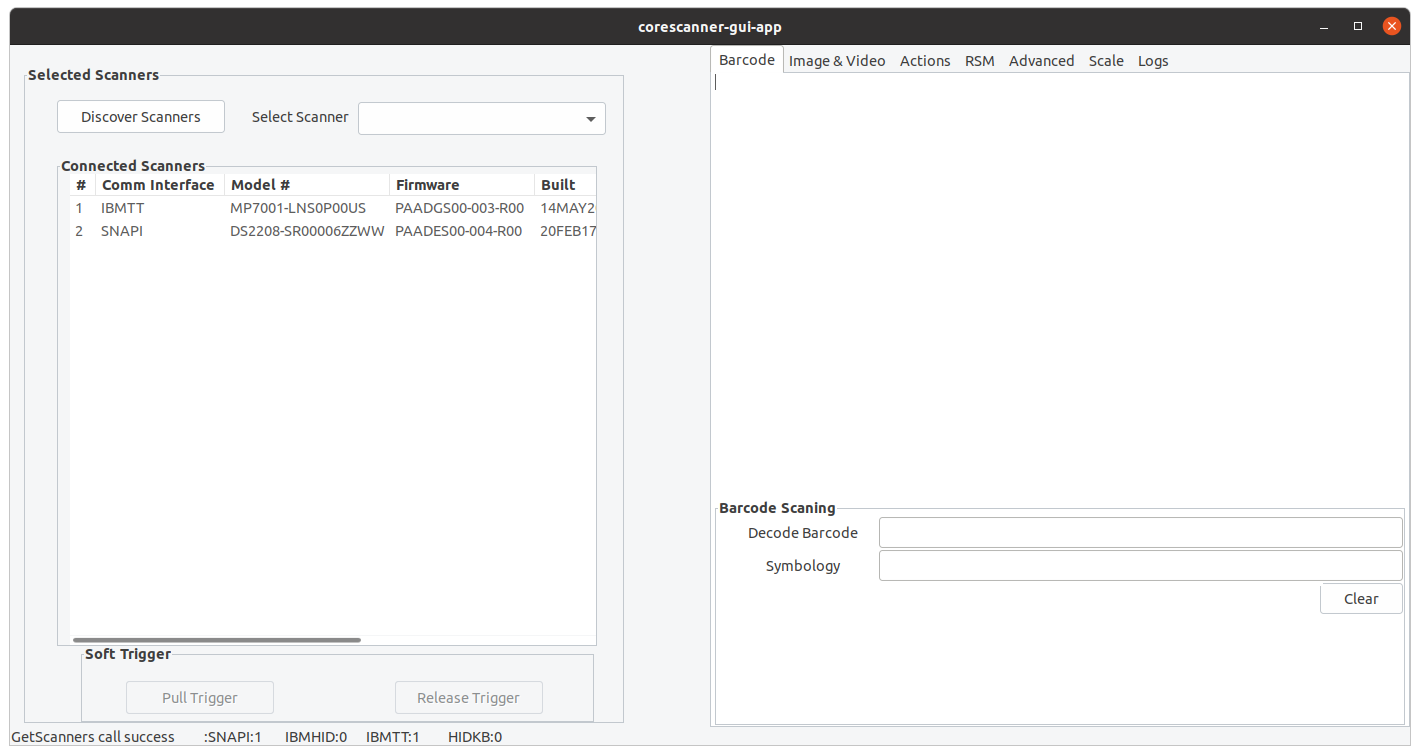 corescanner-gui-app
Selected Scanners
Discover Scanners
Select Scanner
Connected Scanners
# Comm Interface Model # Firmware Built
1 IBMTT MP7001-LNS0P00US PAADGS00-003-R00 14MAY2
2 SNAPI DS2208-SR00006ZZWW PAADES00-004-R00 20FEB17
Soft Trigger
Pull Trigger
Release Trigger
Barcode Image & Video Actions RSM Advanced Scale Logs
Barcode Scaning
Decode Barcode
Symbology
Clear
GetScanners call success :SNAPI:1 IBMHID:0 IBMTT:1 HIDKB:0